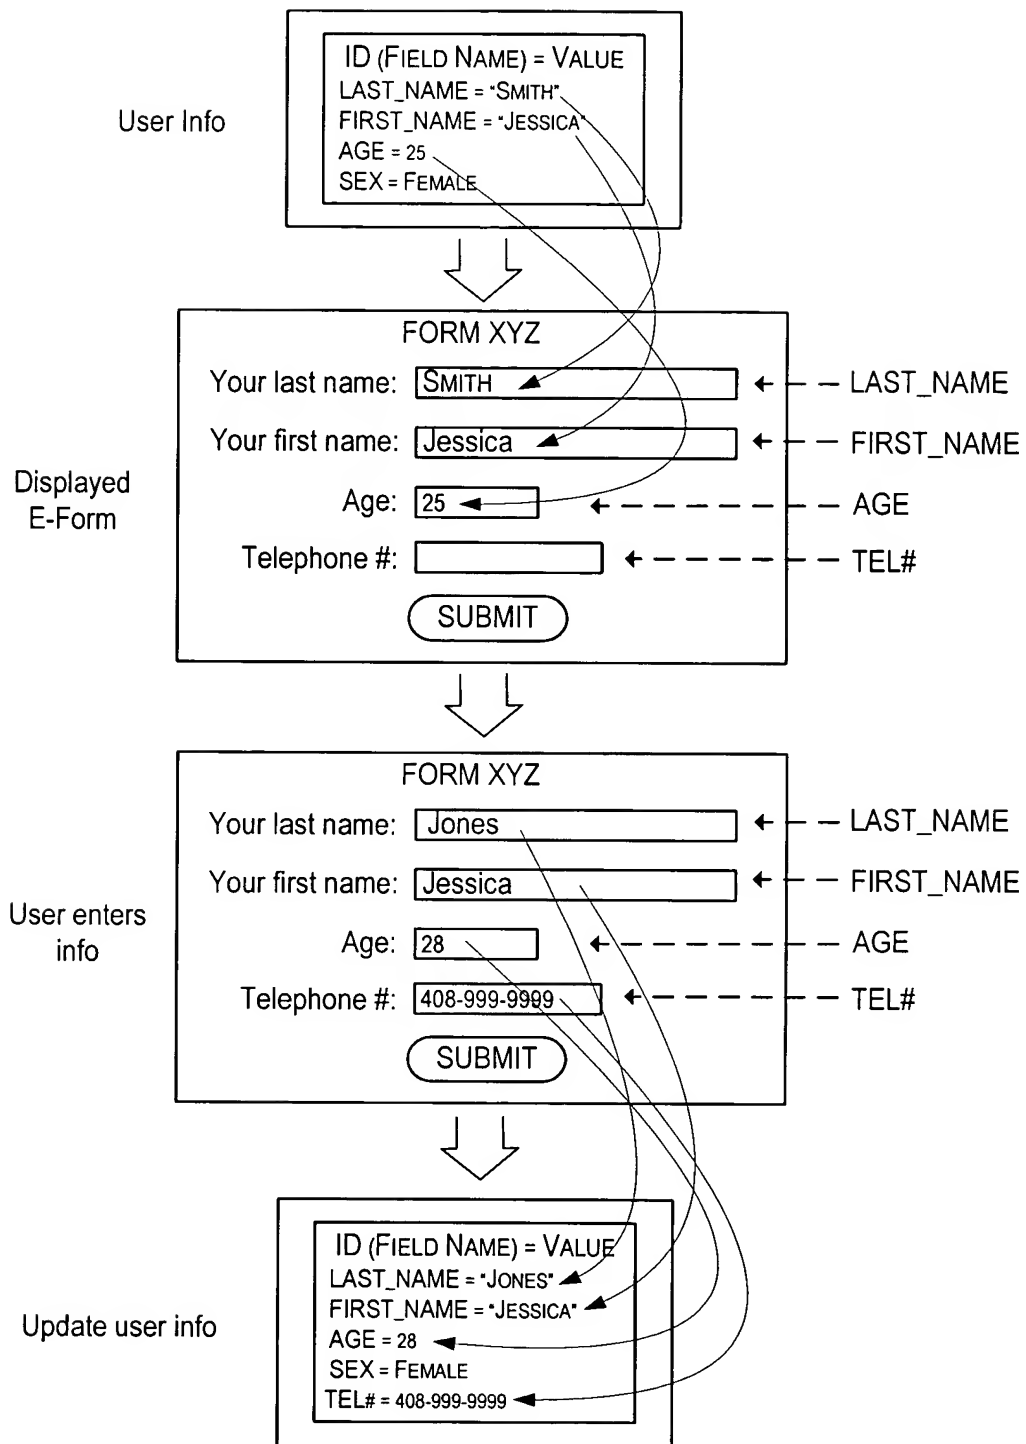 ID (FIELD NAME) = VALUE
LAST_NAME = "SMITH"
User Info
FIRST_NAME = "JESSICA"
AGE = 25
SEX = FEMALE
FORM XYZ
Your last name: SMITH LAST_NAME
Your first name: Jessica FIRST_NAME
Displayed
E-Form
Age: 25 AGE
Telephone #: TEL#
SUBMIT
FORM XYZ
Your last name: Jones LAST_NAME
Your first name: Jessica FIRST_NAME
User enters
info
Age: 28 AGE
Telephone #: 408-999-9999 TEL#
SUBMIT
ID (FIELD NAME) = VALUE
LAST_NAME = "JONES"
FIRST_NAME = "JESSICA"
Update user info
AGE = 28
SEX = FEMALE
TEL# = 408-999-9999